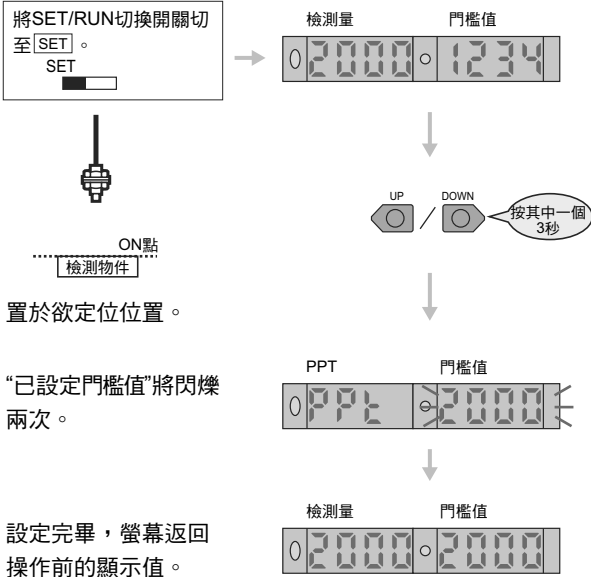 將SET/RUN切換開關切
至 SET 。
SET
檢測量 門檻值
2000 1234
UP DOWN
按其中一個
3秒
ON點
檢測物件
置於欲定位位置。
“已設定門檻值”將閃爍
兩次。
PPT 門檻值
PPt 2000
設定完畢，螢幕返回
操作前的顯示值。
檢測量 門檻值
2000 2000